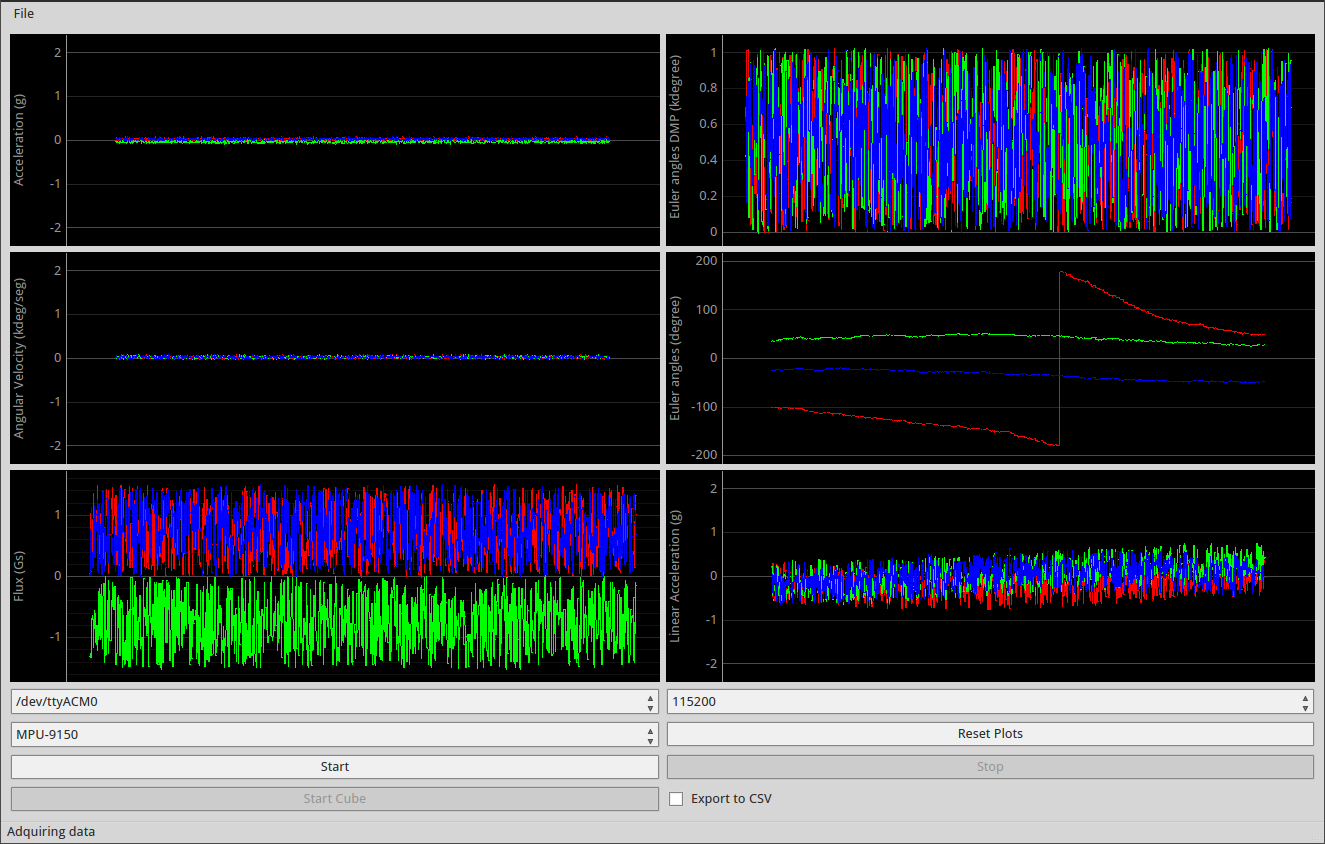 File
Acceleration (g)
2
1
0
-1
-2
Euler angles DMP (kdegree)
1
0.8
0.6
0.4
0.2
0
Angular Velocity (kdeg/seg)
2
1
0
-1
-2
Euler angles (degree)
200
100
0
-100
-200
Flux (Gs)
1
0
-1
Linear Acceleration (g)
2
1
0
-1
-2
/dev/ttyACM0
115200
MPU-9150
Reset Plots
Start
Stop
Start Cube
Export to CSV
Adquiring data